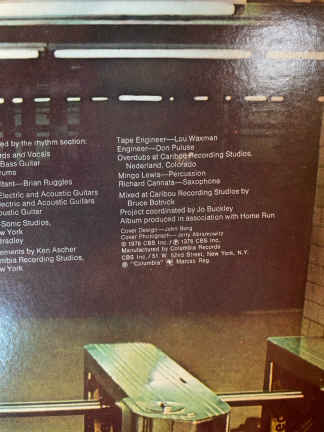 ed by the rhythm section:
rds and Vocals
Bass Guitar
rums
ltant—Brian Ruggles
Electric and Acoustic Guitars
lectric and Acoustic Guitars
oustic Guitar
Sonic Studios,
w York
radley
ements by Ken Ascher
mbia Recording Studios,
w York
Tape Engineer—Lou Waxman
Engineer—Don Puluse
Overdubs at Caribou Recording Studios,
Nederland, Colorado
Mingo Lewis—Percussion
Richard Cannata—Saxophone
Mixed at Caribou Recording Studios by
Bruce Botnick
Project coordinated by Jo Buckley
Album produced in association with Home Run
Cover Design—John Berg
Cover Photograph—Jerry Abramowitz
© 1976 CBS Inc./ ℗ 1976 CBS Inc.
Manufactured by Columbia Records
CBS Inc./51 W. 52nd Street, New York, N.Y.
® "Columbia" Marcas Reg.